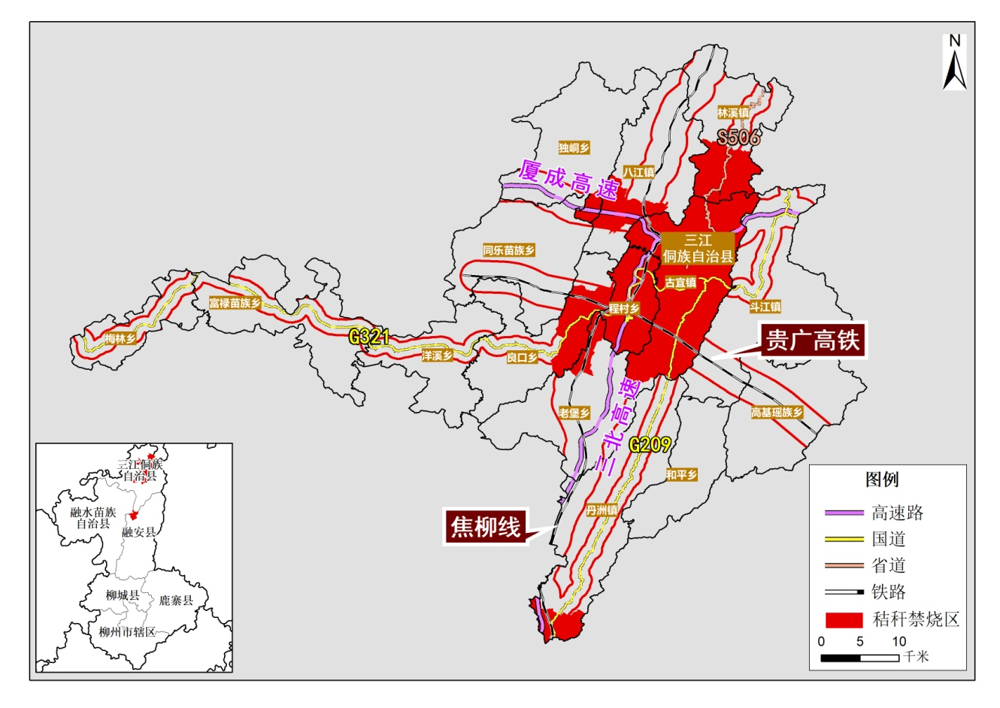 N
林溪镇
S506
独峒乡
八江镇
厦成高速
三江
侗族自治县
同乐苗族乡
古宜镇
富禄苗族乡
程村乡
斗江镇
梅林乡
G321
贵广高铁
洋溪乡
良口乡
三北高速
老堡乡
高基瑶族乡
G209
和平乡
丹洲镇
焦柳线
三江侗族
自治县
融水苗族
自治县
融安县
柳城县
鹿寨县
柳州市辖区
图例
高速路
国道
省道
铁路
秸秆禁烧区
0 5 10
千米